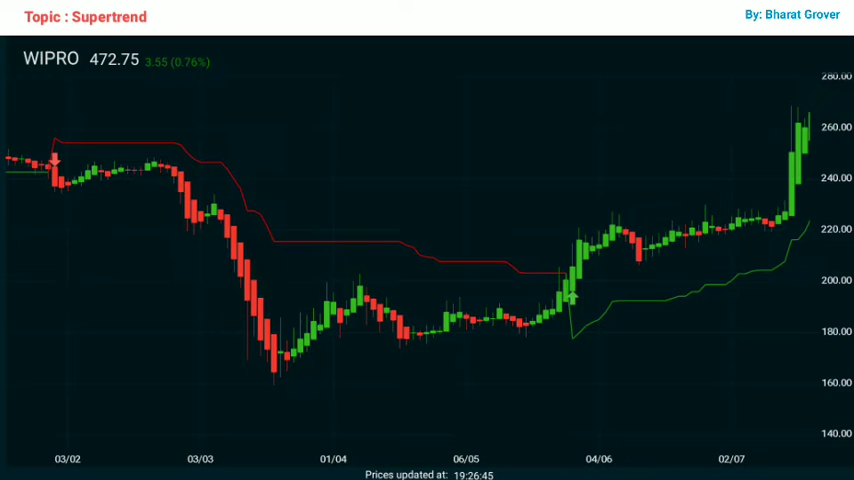 Topic : Supertrend
By: Bharat Grover
WIPRO 472.75 3.55 (0.76%)
280.00
260.00
240.00
220.00
200.00
180.00
160.00
140.00
03/02 03/03 01/04 06/05 04/06 02/07
Prices updated at: 19:26:45